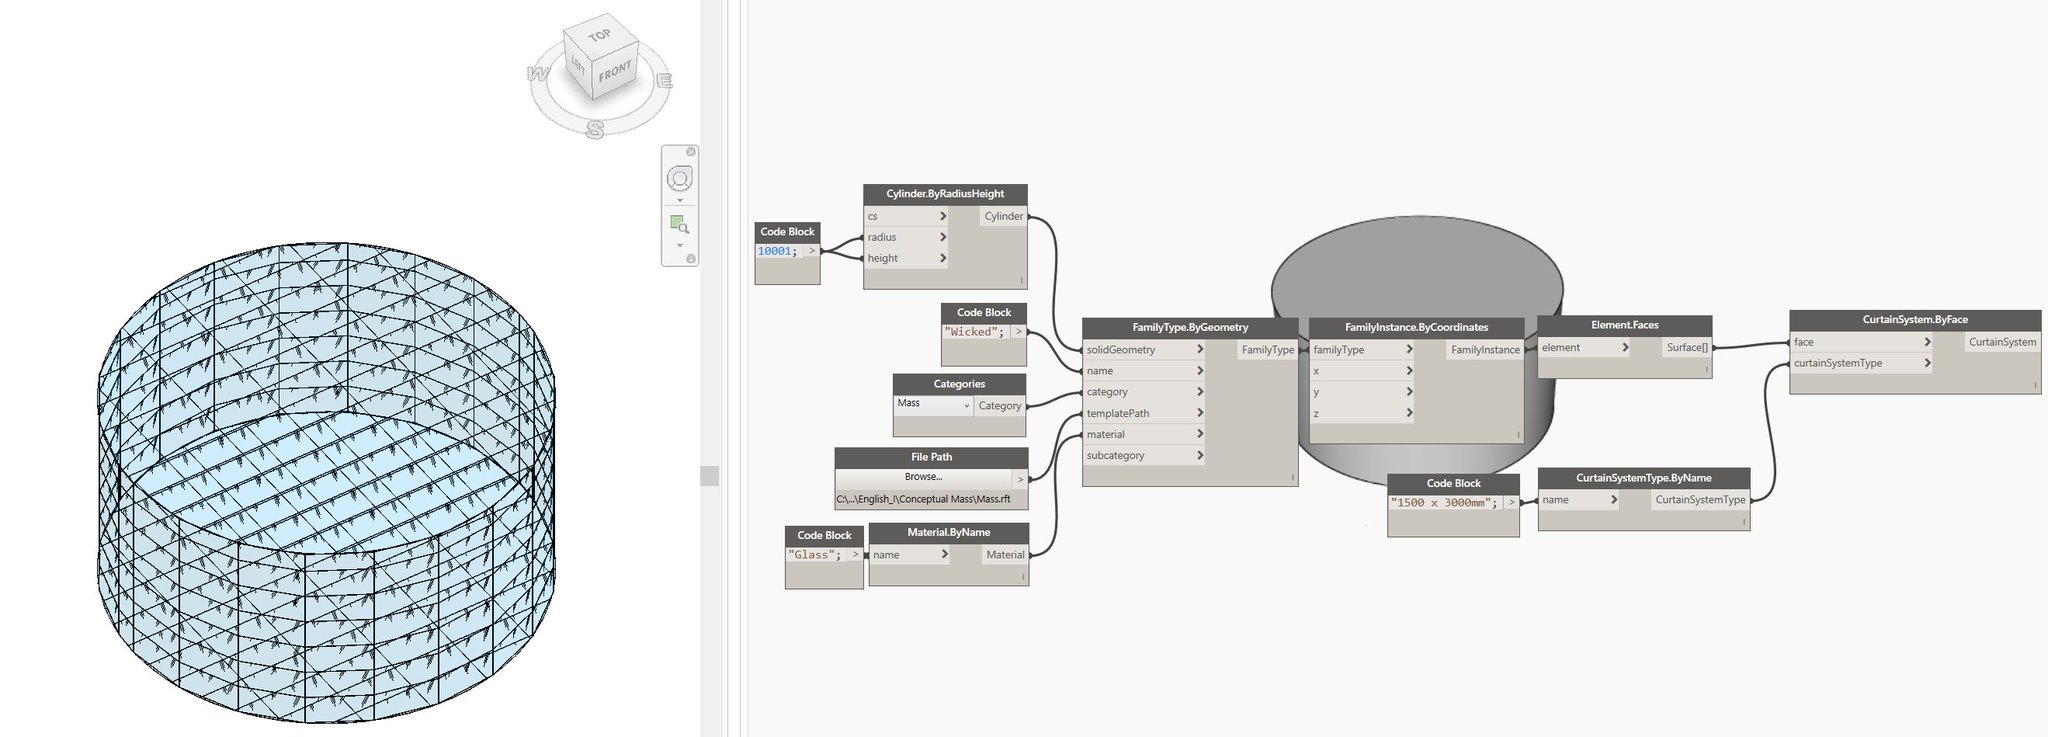 TOP
LEFT
FRONT
W
E
S
Cylinder.ByRadiusHeight
cs >
Cylinder
radius >
height >
Code Block
10001; >
Code Block
"Wicked"; >
Categories
Mass
Category
File Path
Browse...
>
C:\...\English_I\Conceptual Mass\Mass.rft
Code Block
"Glass"; >
Material.ByName
name >
Material
FamilyType.ByGeometry
solidGeometry >
FamilyType
name >
category >
templatePath >
material >
subcategory >
FamilyInstance.ByCoordinates
familyType >
FamilyInstance
x >
y >
z >
Element.Faces
element >
Surface[]
Code Block
"1500 x 3000mm"; >
CurtainSystemType.ByName
name >
CurtainSystemType
CurtainSystem.ByFace
face >
CurtainSystem
curtainSystemType >